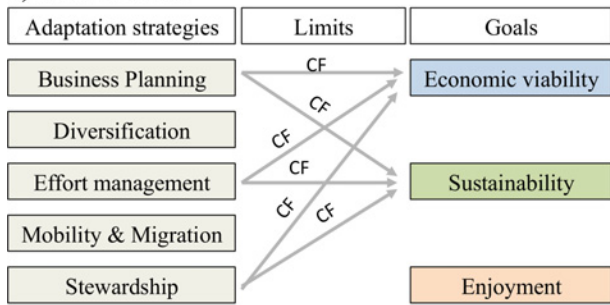 Adaptation strategies Limits Goals
Business Planning CF Economic viability
CF
Diversification
CF
Effort management CF Sustainability
CF CF
Mobility & Migration
Stewardship Enjoyment